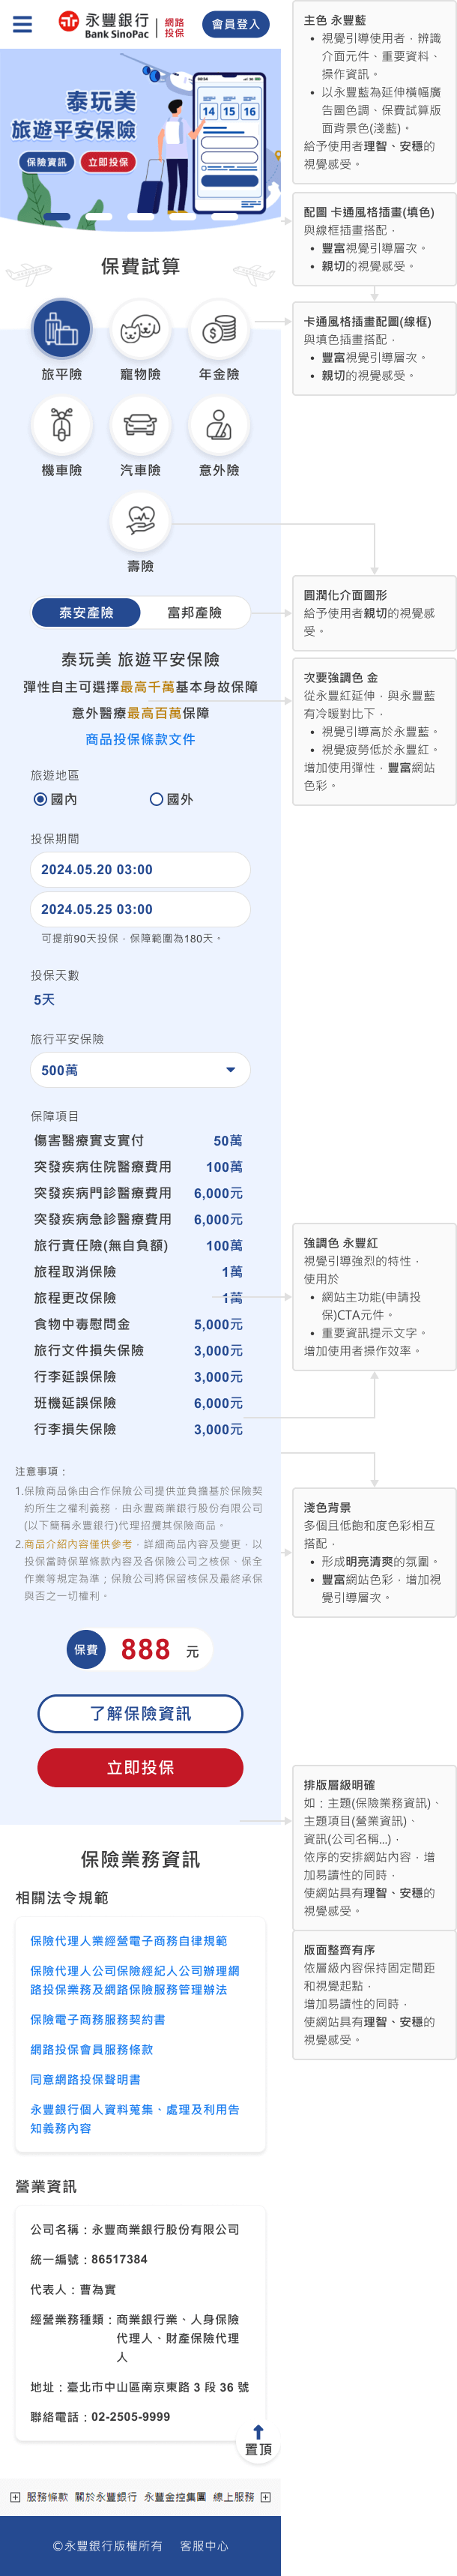 永豐銀行
Bank SinoPac
網路
投保
會員登入
泰玩美
旅遊平安保險
保險資訊
立即投保
14 15 16
保費試算
旅平險
寵物險
年金險
機車險
汽車險
意外險
壽險
泰安產險
富邦產險
泰玩美 旅遊平安保險
彈性自主可選擇最高千萬基本身故保障
意外醫療最高百萬保障
商品投保條款文件
旅遊地區
國內
國外
投保期間
2024.05.20 03:00
2024.05.25 03:00
可提前90天投保，保障範圍為180天。
投保天數
5天
旅行平安保險
500萬
保障項目
傷害醫療實支實付 50萬
突發疾病住院醫療費用 100萬
突發疾病門診醫療費用 6,000元
突發疾病急診醫療費用 6,000元
旅行責任險(無自負額) 100萬
旅程取消保險 1萬
旅程更改保險 1萬
食物中毒慰問金 5,000元
旅行文件損失保險 3,000元
行李延誤保險 3,000元
班機延誤保險 6,000元
行李損失保險 3,000元
注意事項：
1.保險商品係由合作保險公司提供並負擔基於保險契
約所生之權利義務，由永豐商業銀行股份有限公司
(以下簡稱永豐銀行)代理招攬其保險商品。
2.商品介紹內容僅供參考，詳細商品內容及變更，以
投保當時保單條款內容及各保險公司之核保、保全
作業等規定為準；保險公司將保留核保及最終承保
與否之一切權利。
保費 888 元
了解保險資訊
立即投保
保險業務資訊
相關法令規範
保險代理人業經營電子商務自律規範
保險代理人公司保險經紀人公司辦理網
路投保業務及網路保險服務管理辦法
保險電子商務服務契約書
網路投保會員服務條款
同意網路投保聲明書
永豐銀行個人資料蒐集、處理及利用告
知義務內容
營業資訊
公司名稱：永豐商業銀行股份有限公司
統一編號：86517384
代表人：曹為實
經營業務種類：商業銀行業、人身保險
代理人、財產保險代理
人
地址：臺北市中山區南京東路 3 段 36 號
聯絡電話：02-2505-9999
置頂
服務條款 關於永豐銀行 永豐金控集團 線上服務
©永豐銀行版權所有 客服中心
主色 永豐藍
• 視覺引導使用者，辨識
介面元件、重要資料、
操作資訊。
• 以永豐藍為延伸橫幅廣
告圖色調、保費試算版
面背景色(淺藍)。
給予使用者理智、安穩的
視覺感受。
配圖 卡通風格插畫(填色)
與線框插畫搭配，
• 豐富視覺引導層次。
• 親切的視覺感受。
卡通風格插畫配圖(線框)
與填色插畫搭配，
• 豐富視覺引導層次。
• 親切的視覺感受。
圓潤化介面圖形
給予使用者親切的視覺感
受。
次要強調色 金
從永豐紅延伸，與永豐藍
有冷暖對比下，
• 視覺引導高於永豐藍。
• 視覺疲勞低於永豐紅。
增加使用彈性，豐富網站
色彩。
強調色 永豐紅
視覺引導強烈的特性，
使用於
• 網站主功能(申請投
保)CTA元件。
• 重要資訊提示文字。
增加使用者操作效率。
淺色背景
多個且低飽和度色彩相互
搭配，
• 形成明亮清爽的氛圍。
• 豐富網站色彩，增加視
覺引導層次。
排版層級明確
如：主題(保險業務資訊)、
主題項目(營業資訊)、
資訊(公司名稱...)，
依序的安排網站內容，增
加易讀性的同時，
使網站具有理智、安穩的
視覺感受。
版面整齊有序
依層級內容保持固定間距
和視覺起點，
增加易讀性的同時，
使網站具有理智、安穩的
視覺感受。